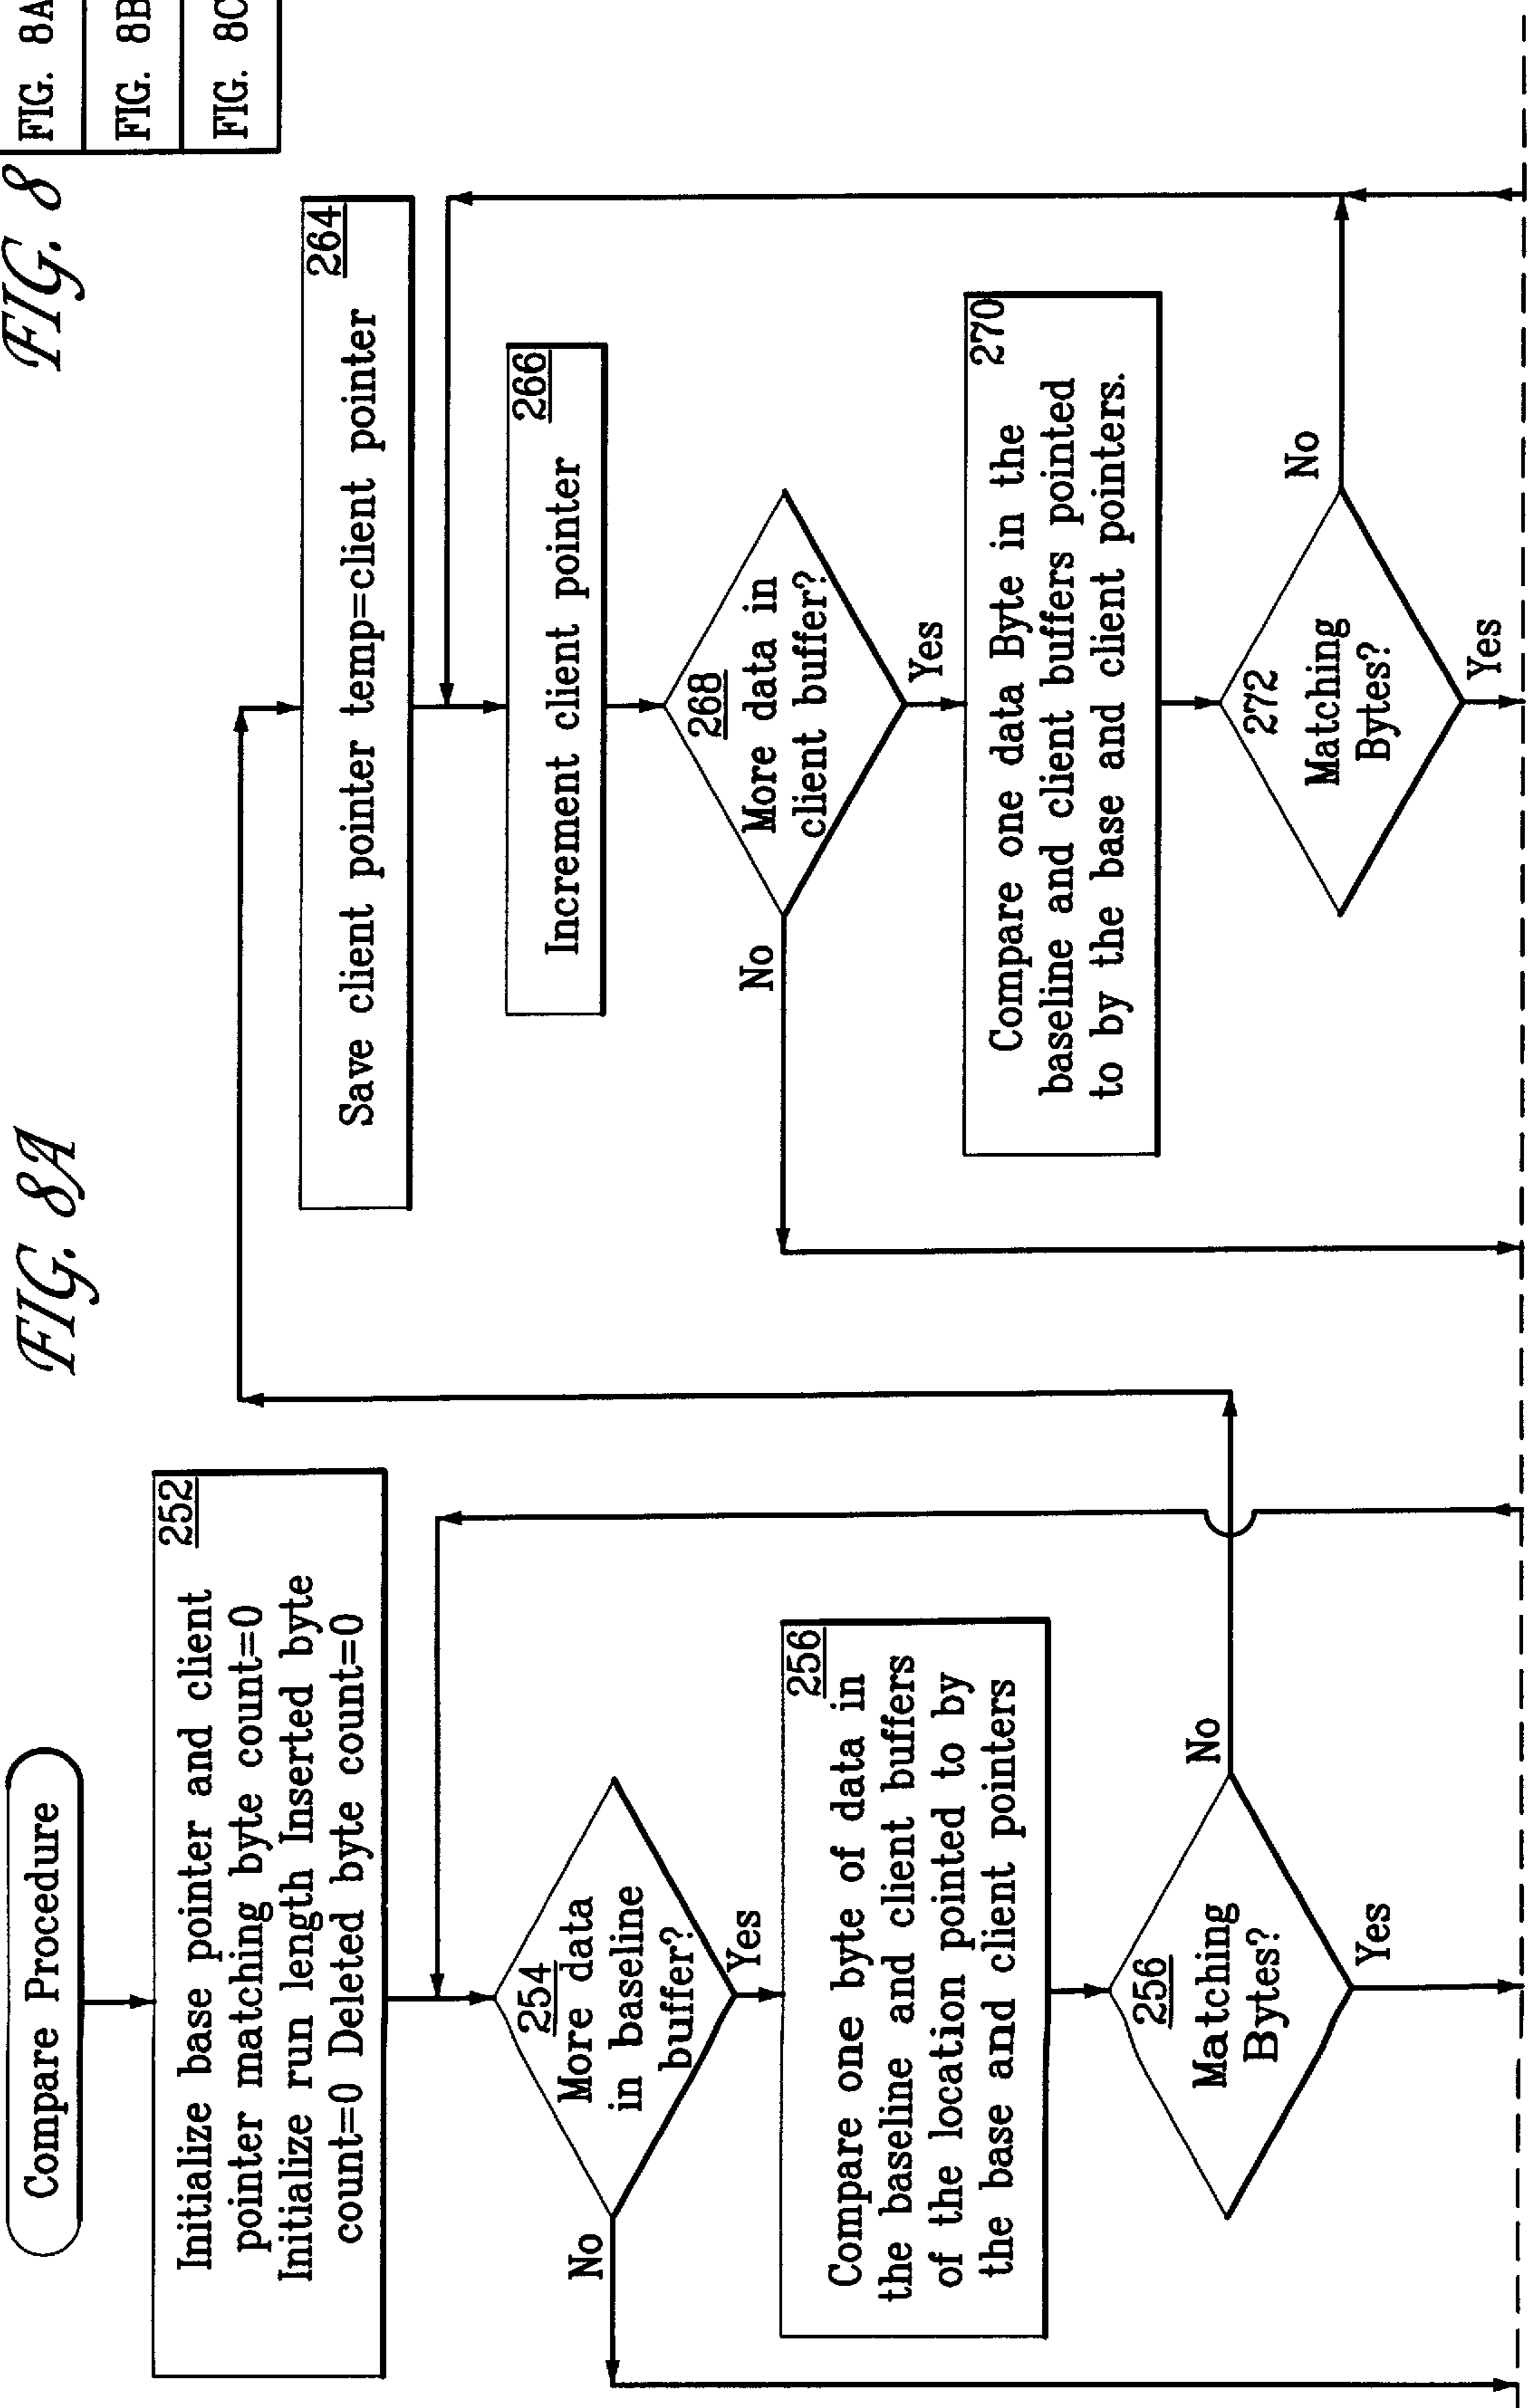 FIG. 8A
FIG. 8
FIG. 8A
FIG. 8B
FIG. 8C
Compare Procedure
252
Initialize base pointer and client
pointer matching byte count=0
Initialize run length Inserted byte
count=0 Deleted byte count=0
254
More data
in baseline
buffer?
No
Yes
256
Compare one byte of data in
the baseline and client buffers
of the location pointed to by
the base and client pointers
256
Matching
Bytes?
No
Yes
264
Save client pointer temp=client pointer
266
Increment client pointer
268
More data in
client buffer?
No
Yes
270
Compare one data Byte in the
baseline and client buffers pointed
to by the base and client pointers.
272
Matching
Bytes?
No
Yes